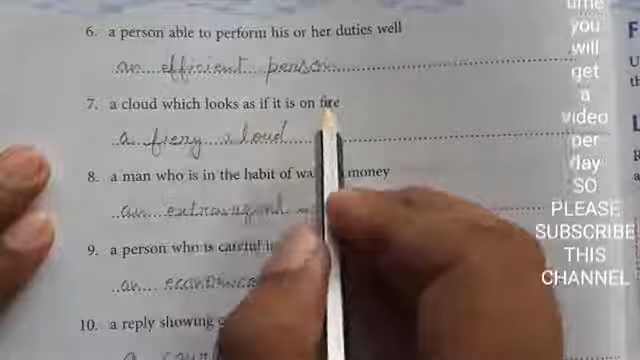 6. a person able to perform his or her duties well
an efficient person
7. a cloud which looks as if it is on fire
a fiery cloud
8. a man who is in the habit of wa money
an extravagant
9. a person who is careful i
an economica
10. a reply showing
a
ume
you
will
get
a
video
per
day
SO
PLEASE
SUBSCRIBE
THIS
CHANNEL
F
U
th
L
a